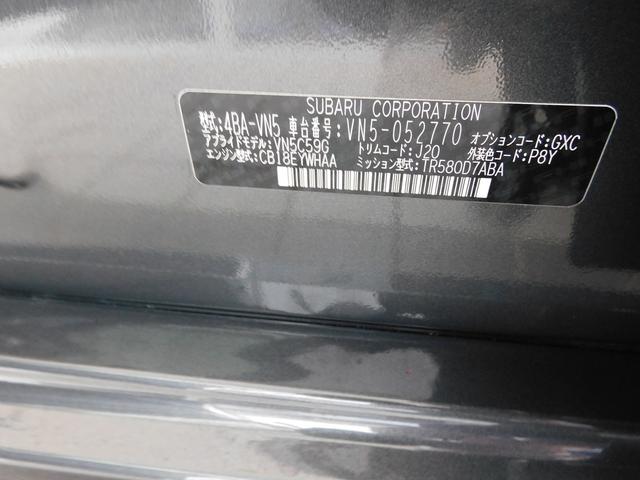 SUBARU CORPORATION
型式:4BA-VN5 車台番号:VN5-052770 オプションコード:GXC
アプライドモデル:VN5C59G トリムコード:J20 外装色コード:P8Y
エンジン型式:CB18EYWHAA ミッション型式:TR580D7ABA